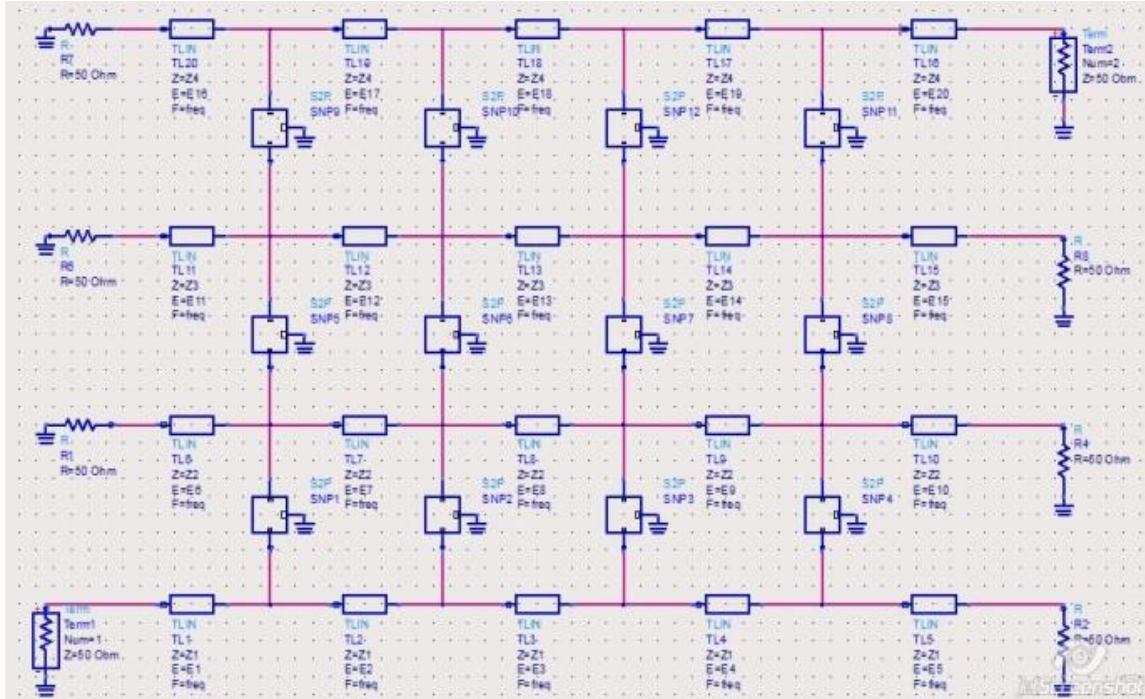 R
R7
R=50 Ohm
TLIN
TL20
Z=Z4
E=E16
F=freq
TLIN
TL19
Z=Z4
E=E17
F=freq
TLIN
TL18
Z=Z4
E=E18
F=freq
TLIN
TL17
Z=Z4
E=E19
F=freq
TLIN
TL16
Z=Z4
E=E20
F=freq
Term
Term2
Num=2
Z=50 Ohm
S2P
SNP9
S2P
SNP10
S2P
SNP12
S2P
SNP11
R
R6
R=50 Ohm
TLIN
TL11
Z=Z3
E=E11
F=freq
TLIN
TL12
Z=Z3
E=E12
F=freq
TLIN
TL13
Z=Z3
E=E13
F=freq
TLIN
TL14
Z=Z3
E=E14
F=freq
TLIN
TL15
Z=Z3
E=E15
F=freq
R
R8
R=50 Ohm
S2P
SNP5
S2P
SNP6
S2P
SNP7
S2P
SNP8
R
R1
R=50 Ohm
TLIN
TL6
Z=Z2
E=E6
F=freq
TLIN
TL7
Z=Z2
E=E7
F=freq
TLIN
TL8
Z=Z2
E=E8
F=freq
TLIN
TL9
Z=Z2
E=E9
F=freq
TLIN
TL10
Z=Z2
E=E10
F=freq
R
R4
R=50 Ohm
S2P
SNP1
S2P
SNP2
S2P
SNP3
S2P
SNP4
Term
Term1
Num=1
Z=50 Ohm
TLIN
TL1
Z=Z1
E=E1
F=freq
TLIN
TL2
Z=Z1
E=E2
F=freq
TLIN
TL3
Z=Z1
E=E3
F=freq
TLIN
TL4
Z=Z1
E=E4
F=freq
TLIN
TL5
Z=Z1
E=E5
F=freq
R
R2
R=50 Ohm